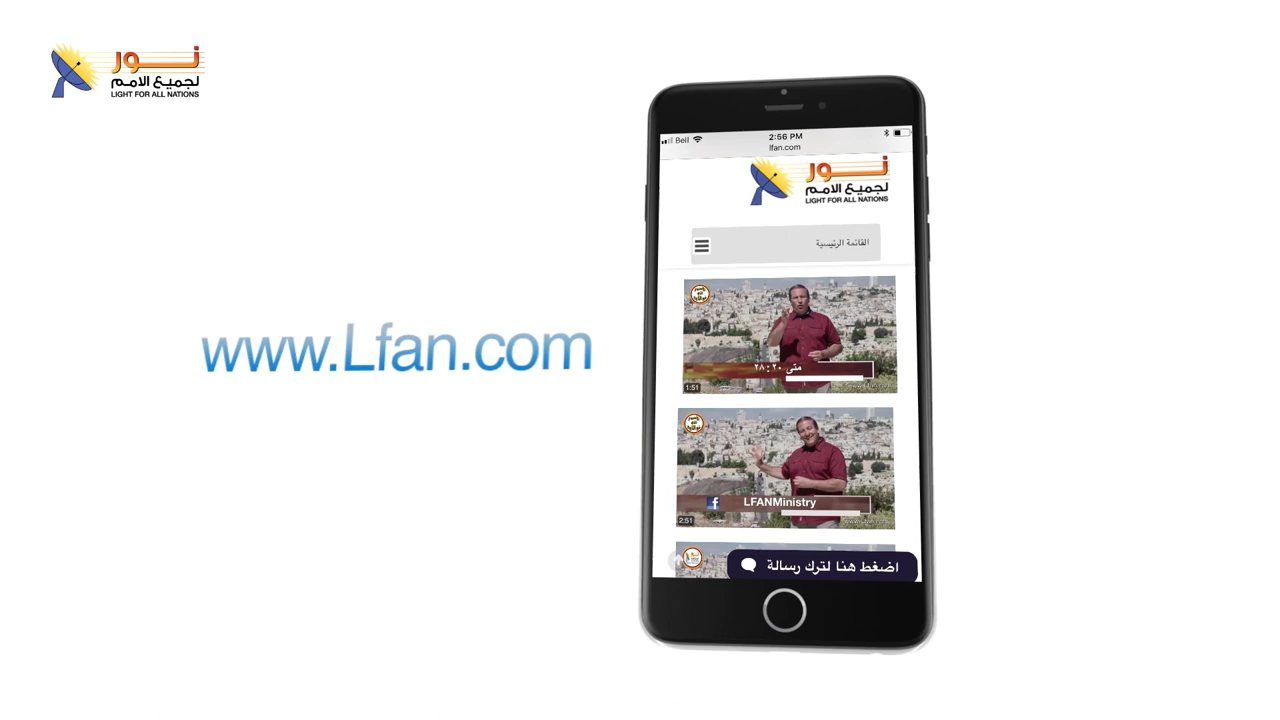 نور
لجميع الامم
LIGHT FOR ALL NATIONS
www.Lfan.com
Bell
2:56 PM
lfan.com
نور
لجميع الامم
LIGHT FOR ALL NATIONS
القائمة الرئيسية
متى ٢٠ : ٢٨
1:51
LFANMinistry
2:51
اضغط هنا لترك رسالة